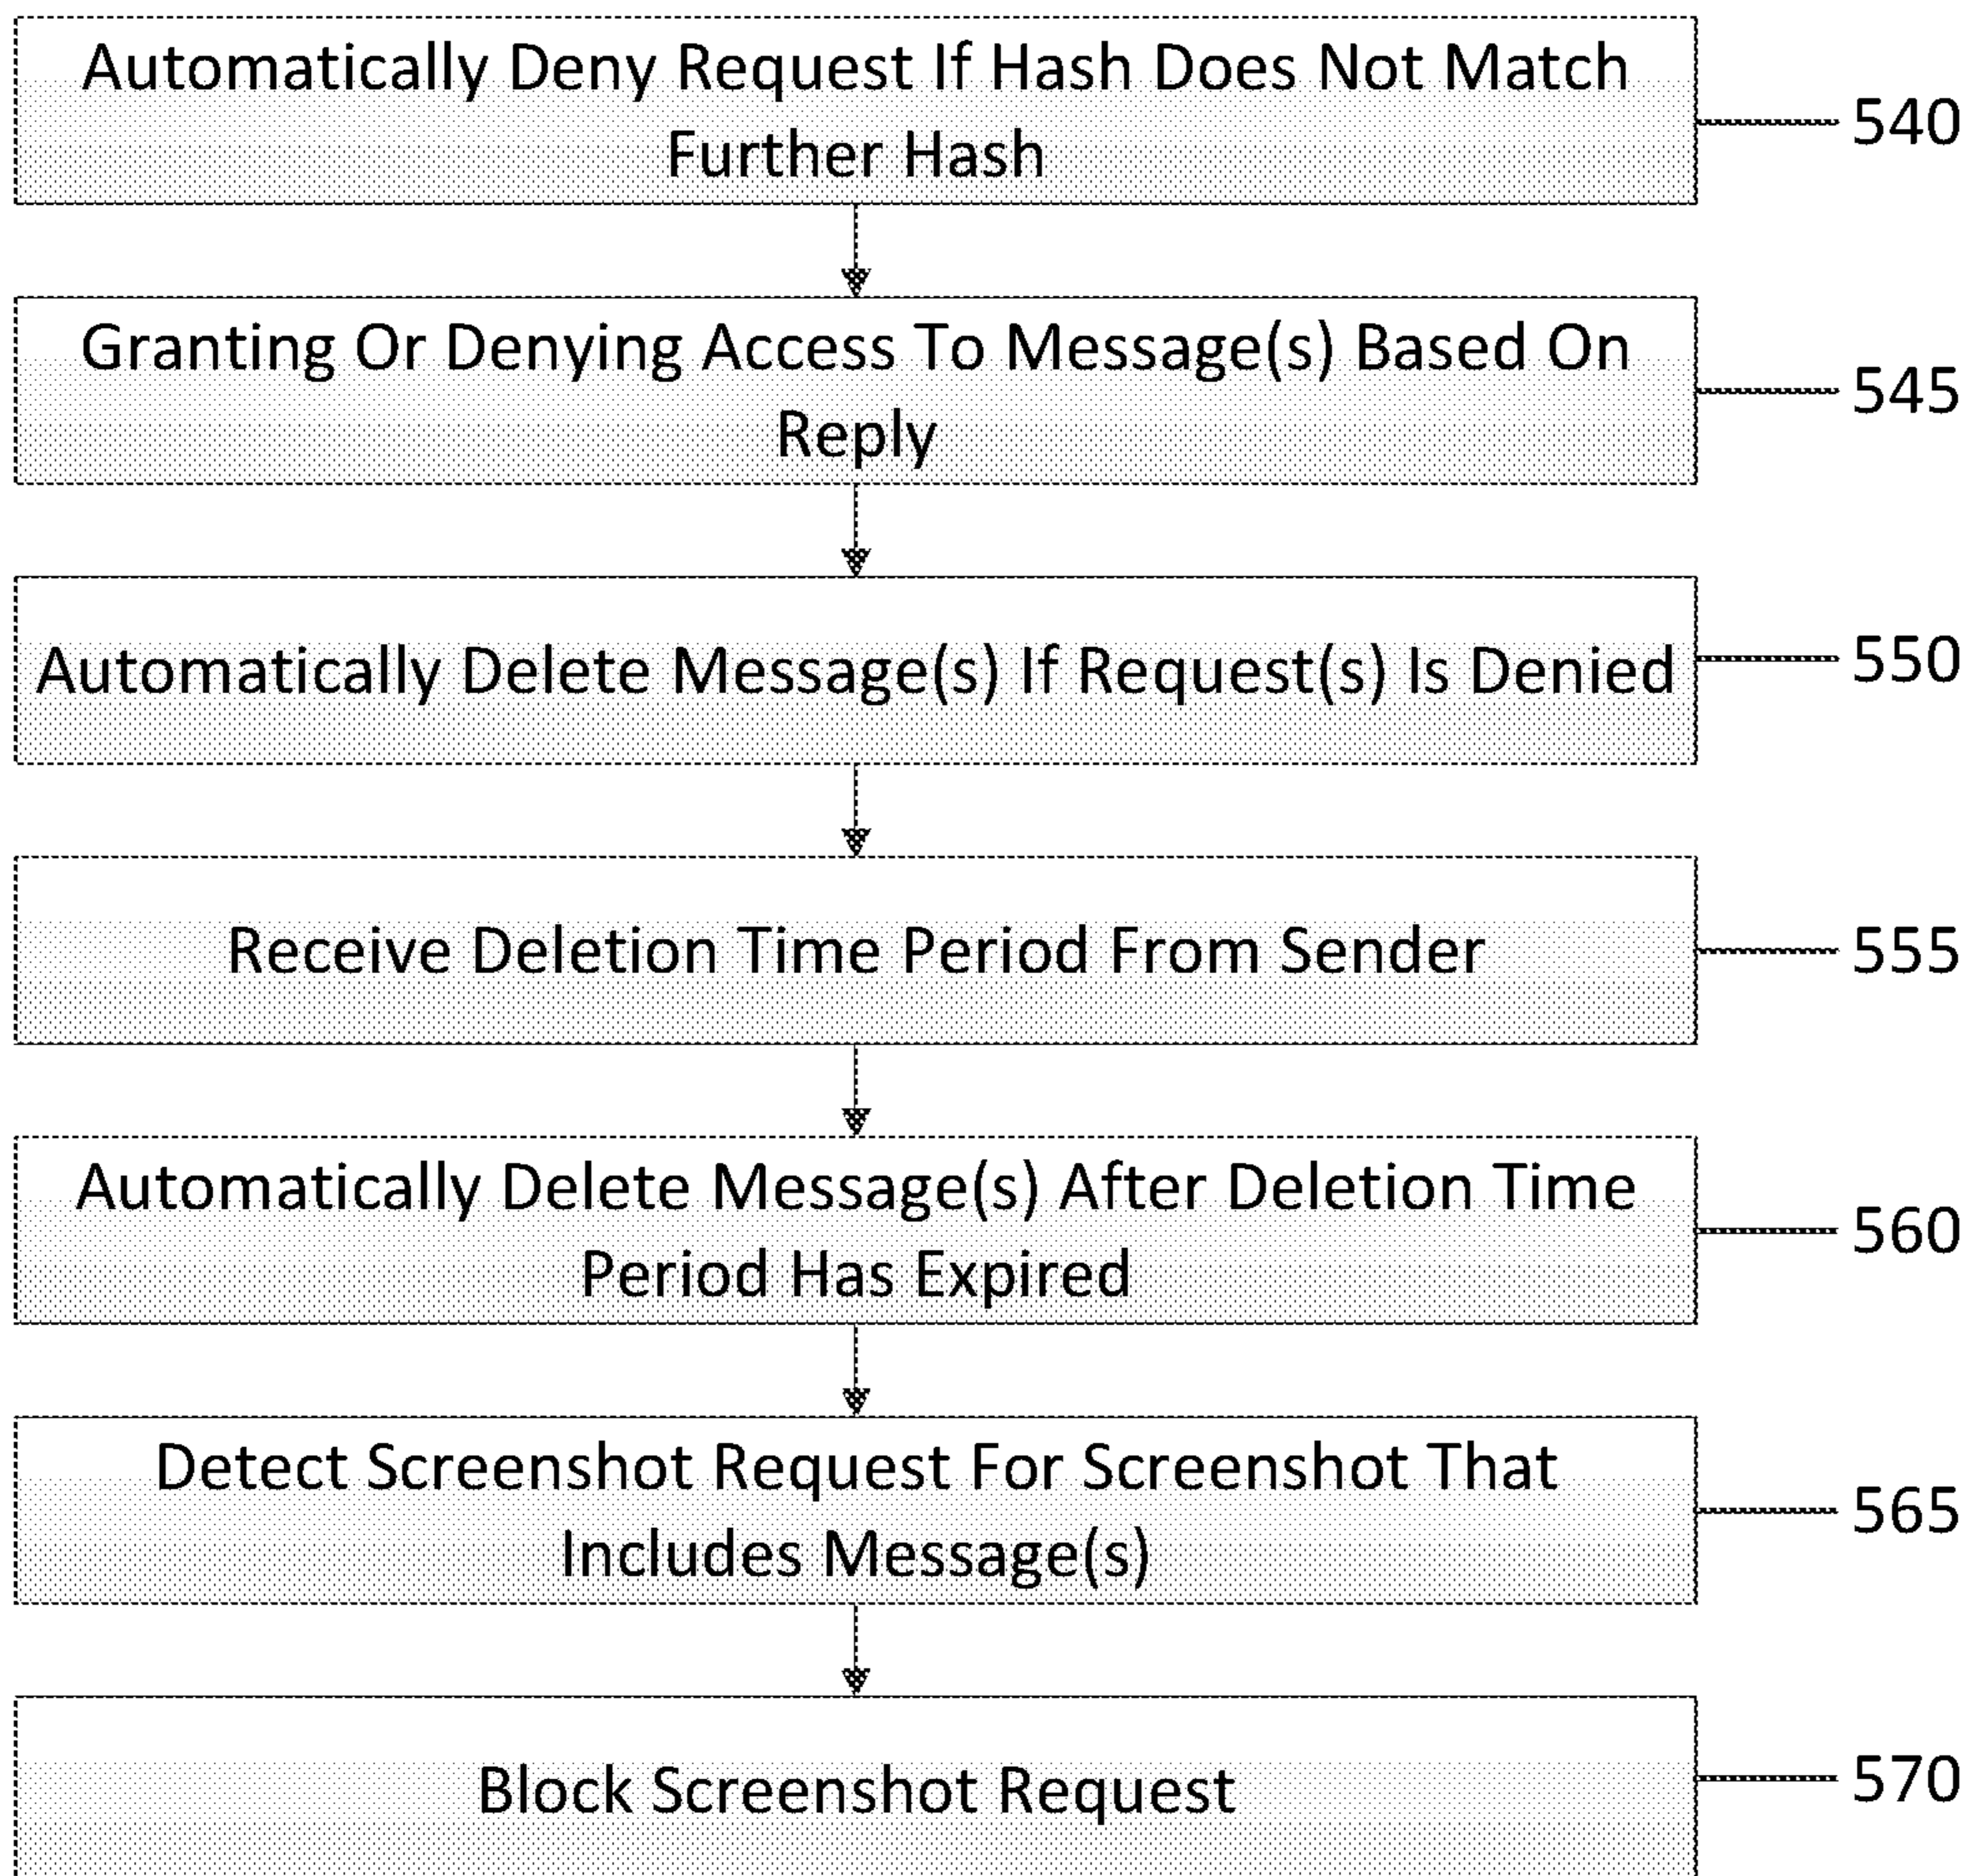 Automatically Deny Request If Hash Does Not Match
Further Hash
540
Granting Or Denying Access To Message(s) Based On
Reply
545
Automatically Delete Message(s) If Request(s) Is Denied
550
Receive Deletion Time Period From Sender
555
Automatically Delete Message(s) After Deletion Time
Period Has Expired
560
Detect Screenshot Request For Screenshot That
Includes Message(s)
565
Block Screenshot Request
570